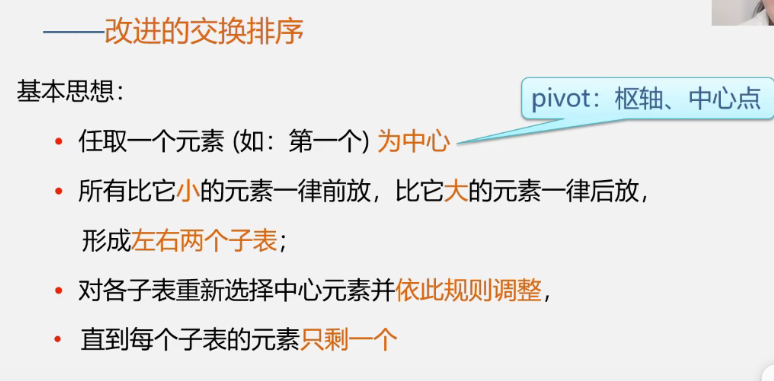 ——改进的交换排序
基本思想：
pivot：枢轴、中心点
• 任取一个元素 (如：第一个) 为中心
• 所有比它小的元素一律前放，比它大的元素一律后放，
形成左右两个子表；
• 对各子表重新选择中心元素并依此规则调整，
• 直到每个子表的元素只剩一个